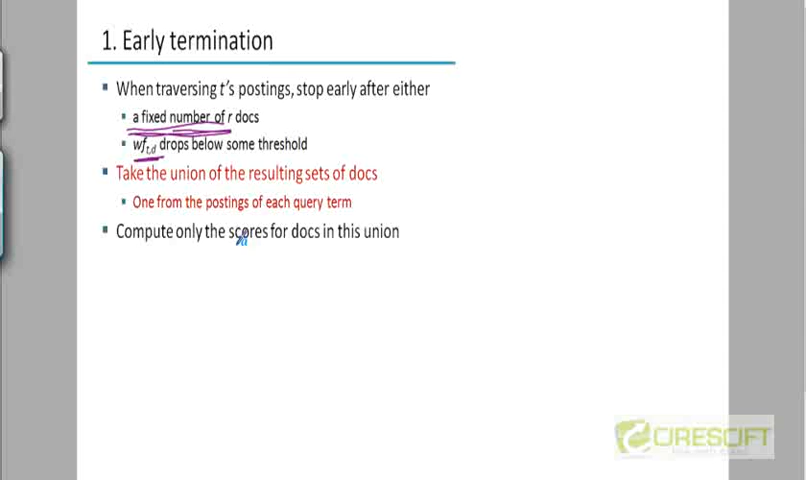 1. Early termination
▪ When traversing t's postings, stop early after either
▪ a fixed number of r docs
▪ wf t,d drops below some threshold
▪ Take the union of the resulting sets of docs
▪ One from the postings of each query term
▪ Compute only the scores for docs in this union
CIRESCIFT